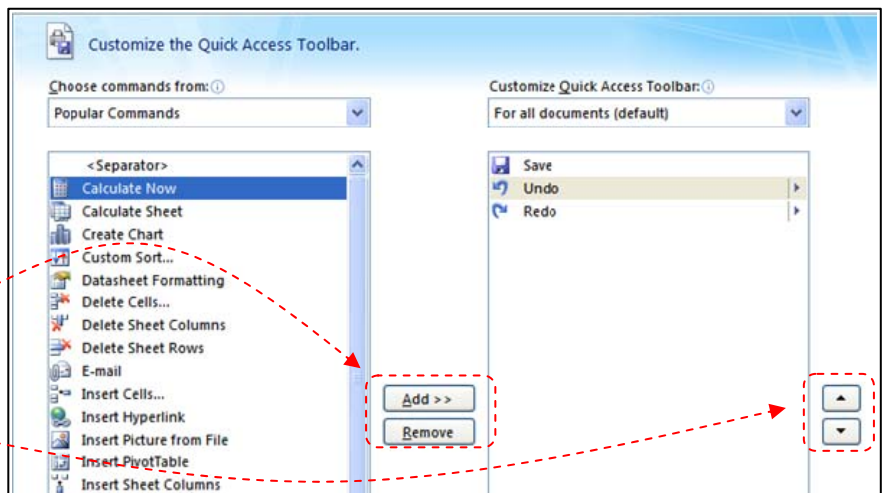 Customize the Quick Access Toolbar.
Choose commands from:
Popular Commands
<Separator>
Calculate Now
Calculate Sheet
Create Chart
Custom Sort...
Datasheet Formatting
Delete Cells...
Delete Sheet Columns
Delete Sheet Rows
E-mail
Insert Cells...
Insert Hyperlink
Insert Picture from File
Insert PivotTable
Insert Sheet Columns
Add >>
Remove
Customize Quick Access Toolbar:
For all documents (default)
Save
Undo
Redo